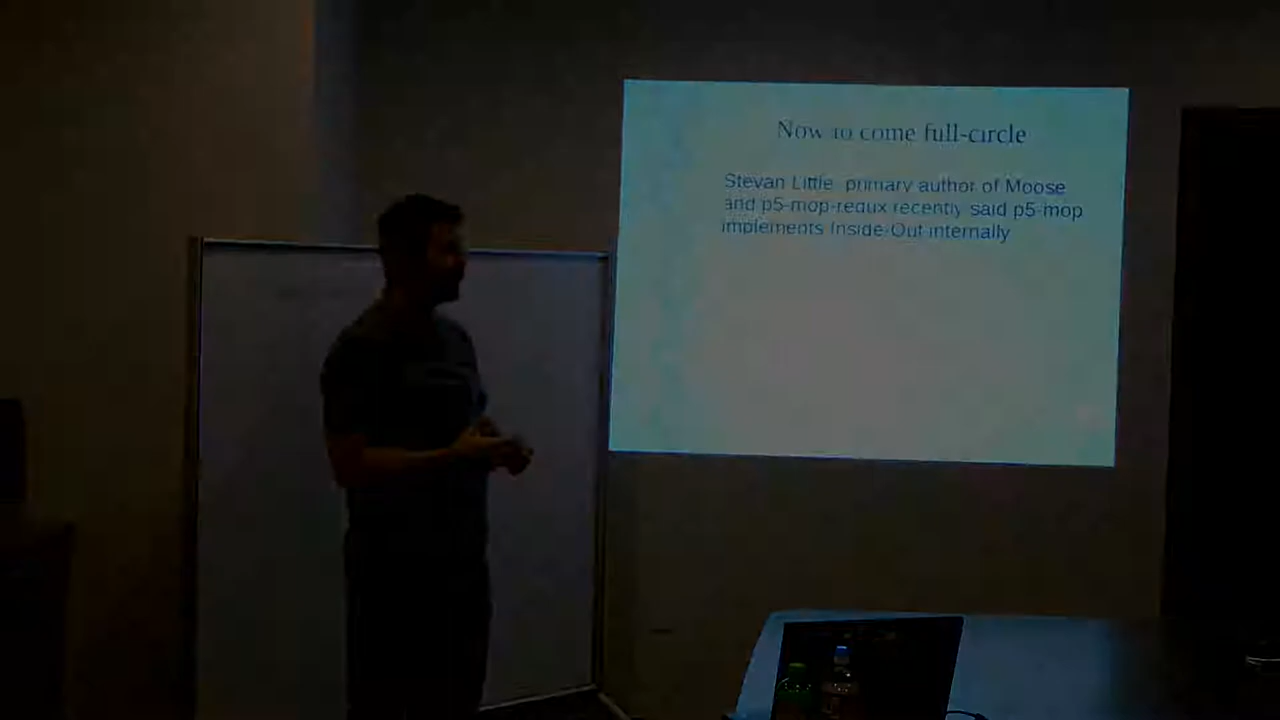 Now to come full-circle
Stevan Little, primary author of Moose
and p5-mop-redux recently said p5-mop
implements Inside-Out internally